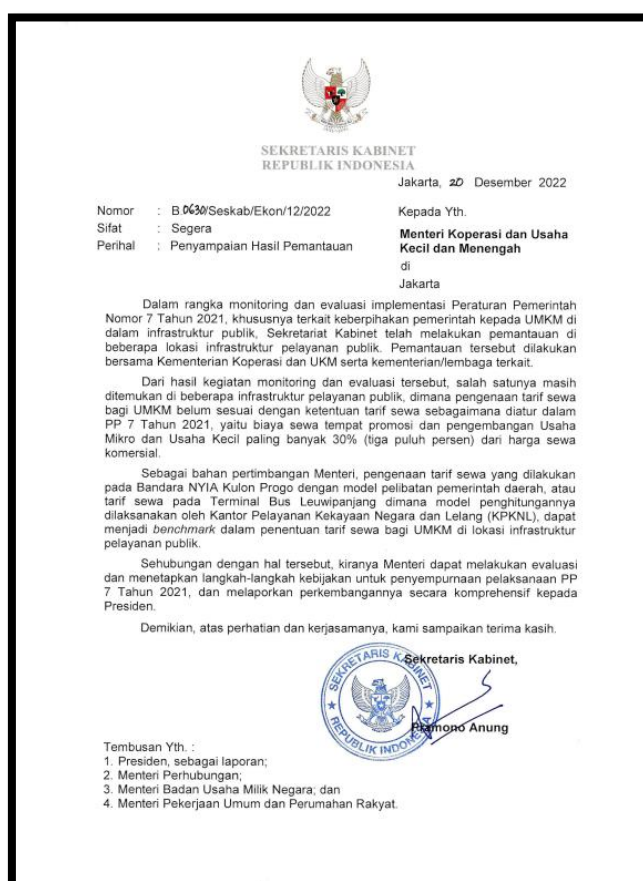 SEKRETARIS KABINET
REPUBLIK INDONESIA
Jakarta, 20 Desember 2022
Nomor : B.0630/Seskab/Ekon/12/2022
Sifat : Segera
Perihal : Penyampaian Hasil Pemantauan
Kepada Yth.
Menteri Koperasi dan Usaha
Kecil dan Menengah
di
Jakarta
Dalam rangka monitoring dan evaluasi implementasi Peraturan Pemerintah
Nomor 7 Tahun 2021, khususnya terkait keberpihakan pemerintah kepada UMKM di
dalam infrastruktur publik, Sekretariat Kabinet telah melakukan pemantauan di
beberapa lokasi infrastruktur pelayanan publik. Pemantauan tersebut dilakukan
bersama Kementerian Koperasi dan UKM serta kementerian/lembaga terkait.
Dari hasil kegiatan monitoring dan evaluasi tersebut, salah satunya masih
ditemukan di beberapa infrastruktur pelayanan publik, dimana pengenaan tarif sewa
bagi UMKM belum sesuai dengan ketentuan tarif sewa sebagaimana diatur dalam
PP 7 Tahun 2021, yaitu biaya sewa tempat promosi dan pengembangan Usaha
Mikro dan Usaha Kecil paling banyak 30% (tiga puluh persen) dari harga sewa
komersial.
Sebagai bahan pertimbangan Menteri, pengenaan tarif sewa yang dilakukan
pada Bandara NYIA Kulon Progo dengan model pelibatan pemerintah daerah, atau
tarif sewa pada Terminal Bus Leuwipanjang dimana model penghitungannya
dilaksanakan oleh Kantor Pelayanan Kekayaan Negara dan Lelang (KPKNL), dapat
menjadi benchmark dalam penentuan tarif sewa bagi UMKM di lokasi infrastruktur
pelayanan publik.
Sehubungan dengan hal tersebut, kiranya Menteri dapat melakukan evaluasi
dan menetapkan langkah-langkah kebijakan untuk penyempurnaan pelaksanaan PP
7 Tahun 2021, dan melaporkan perkembangannya secara komprehensif kepada
Presiden.
Demikian, atas perhatian dan kerjasamanya, kami sampaikan terima kasih.
Sekretaris Kabinet,
SEKRETARIS KABINET
REPUBLIK INDONESIA
Pramono Anung
Tembusan Yth. :
1. Presiden, sebagai laporan;
2. Menteri Perhubungan;
3. Menteri Badan Usaha Milik Negara; dan
4. Menteri Pekerjaan Umum dan Perumahan Rakyat.